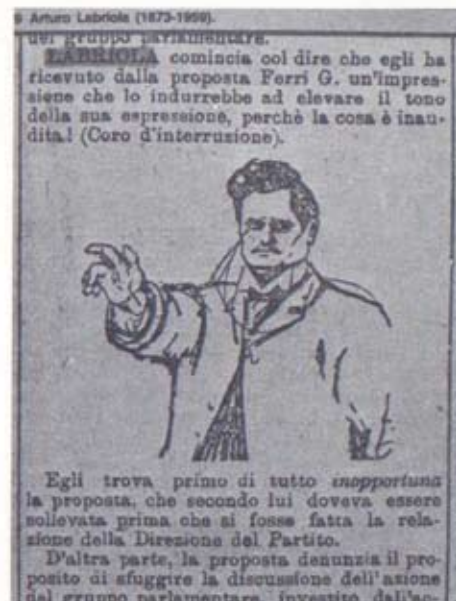 Arturo Labriola (1873-1959).
del gruppo parlamentare.
LABRIOLA comincia col dire che egli ha
ricevuto dalla proposta Ferri G. un'impres-
sione che lo indurrebbe ad elevare il tono
della sua espressione, perchè la cosa è inau-
dita! (Coro d'interruzione).
Egli trova primo di tutto inopportuna
la proposta, che secondo lui doveva essere
sollevata prima che si fosse fatta la rela-
zione della Direzione del Partito.
D'altra parte, la proposta denunzia il pro-
posito di sfuggire la discussione dell'azione
del gruppo parlamentare, investito dall'ac-